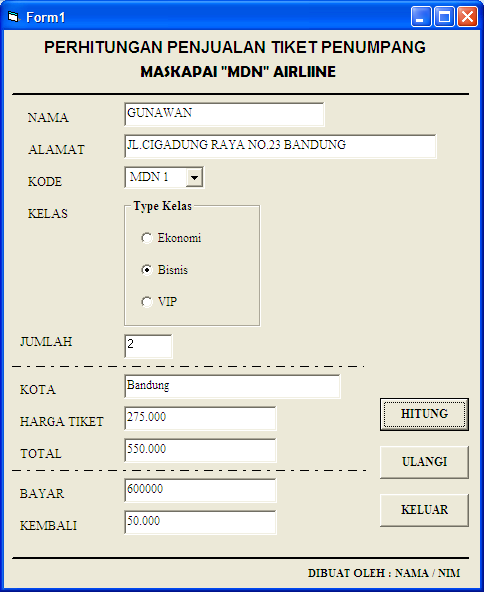 Form1
PERHITUNGAN PENJUALAN TIKET PENUMPANG
MASKAPAI "MDN" AIRLIINE
NAMA GUNAWAN
ALAMAT JL.CIGADUNG RAYA NO.23 BANDUNG
KODE MDN 1
KELAS Type Kelas
Ekonomi
Bisnis
VIP
JUMLAH 2
KOTA Bandung
HARGA TIKET 275.000 HITUNG
TOTAL 550.000 ULANGI
BAYAR 600000
KEMBALI 50.000 KELUAR
DIBUAT OLEH : NAMA / NIM